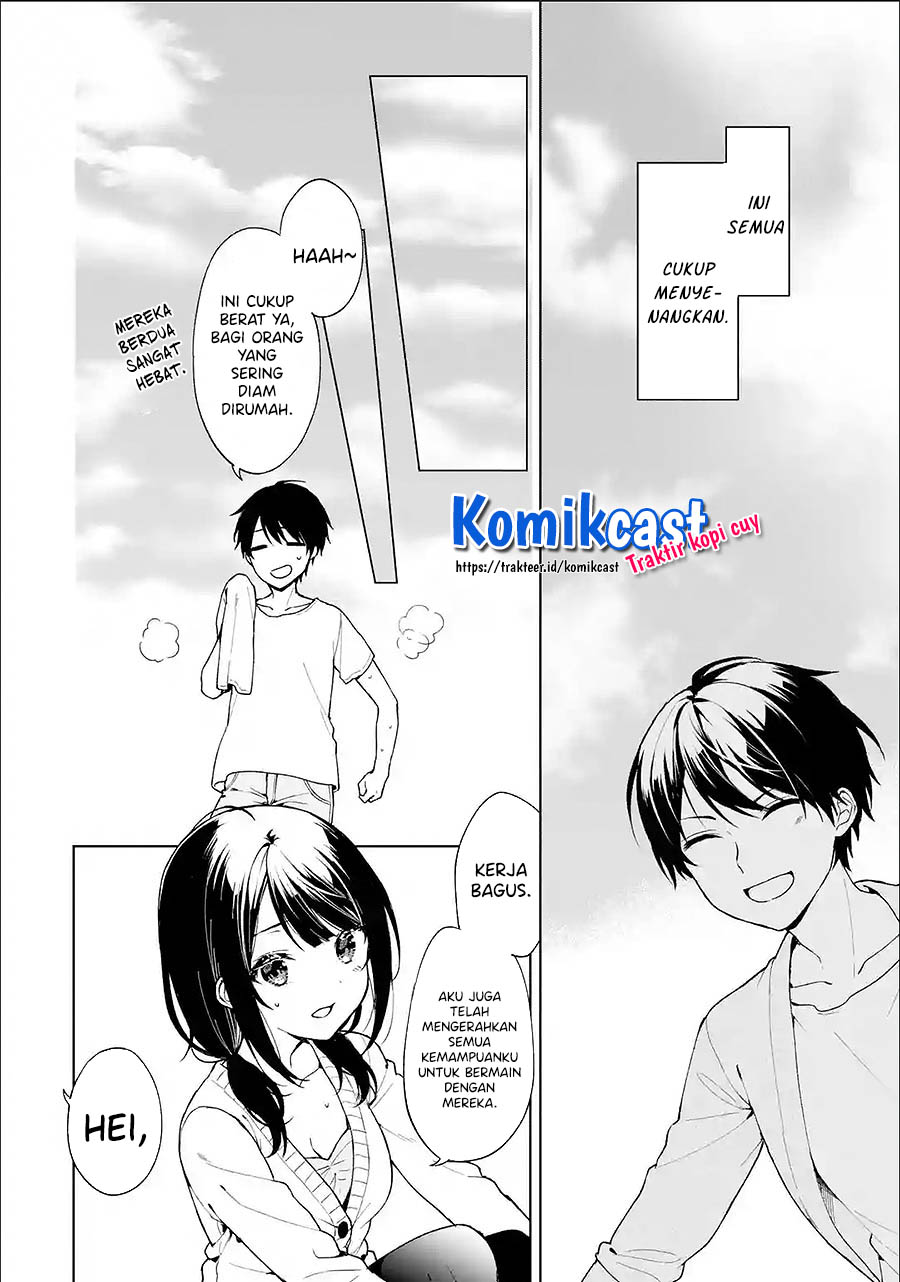 INI
SEMUA
CUKUP
MENYE-
NANGKAN.
HAAH~
INI CUKUP
BERAT YA,
BAGI ORANG
YANG
SERING
DIAM
DIRUMAH.
MEREKA
BERDUA
SANGAT
HEBAT.
Komikcast
Traktir kopi cuy
https://trakteer.id/komikcast
KERJA
BAGUS.
AKU JUGA
TELAH
MENGERAHKAN
SEMUA
KEMAMPUANKU
UNTUK BERMAIN
DENGAN
MEREKA.
HEI,